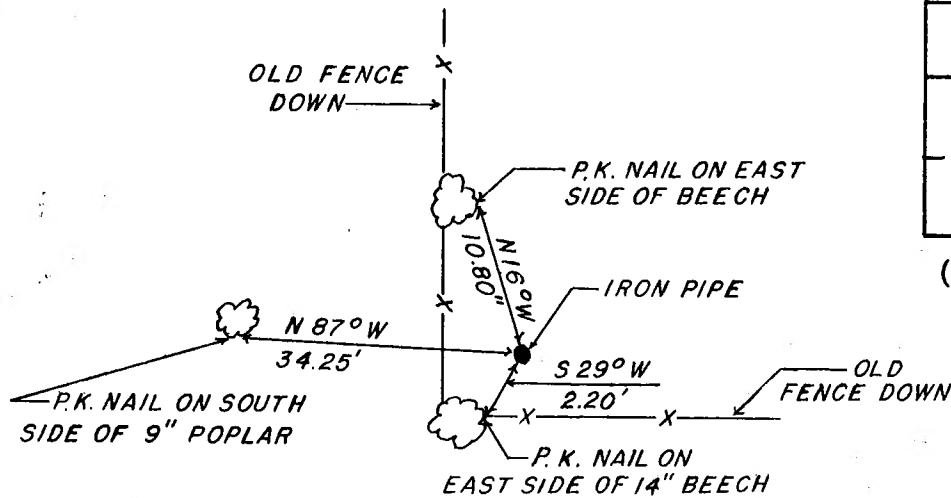 OLD FENCE
DOWN
P.K. NAIL ON EAST
SIDE OF BEECH
N 16° W
10.80"
IRON PIPE
N 87° W
34.25'
S 29° W
2.20'
OLD
FENCE DOWN
P.K. NAIL ON SOUTH
SIDE OF 9" POPLAR
P.K. NAIL ON
EAST SIDE OF 14" BEECH
X
X
X
X
(